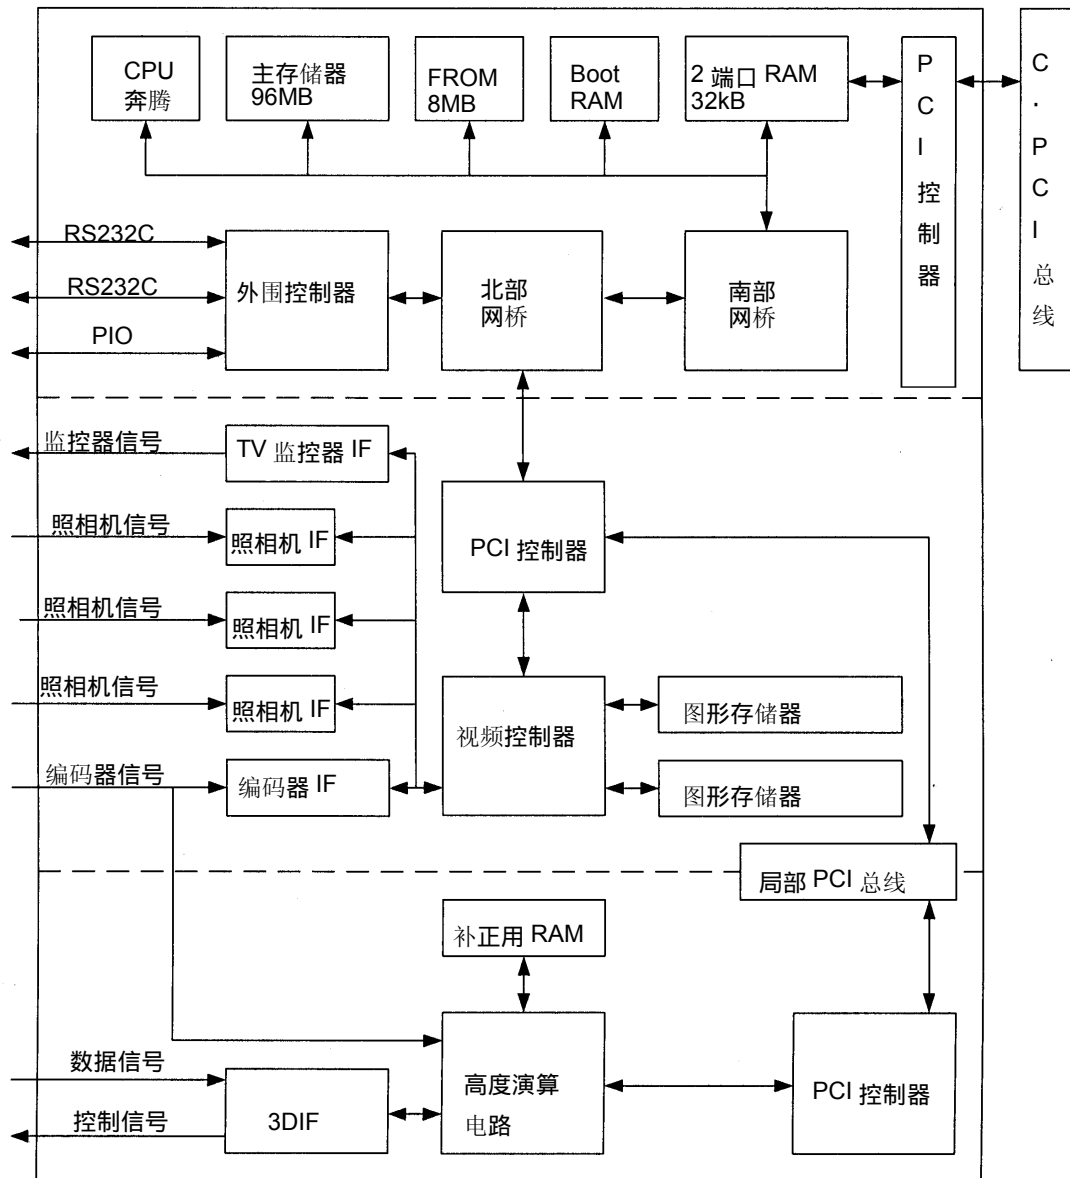 CPU
奔腾
主存储器
96MB
FROM
8MB
Boot
RAM
2 端口 RAM
32kB
PCI控制器
C.PCI总线
RS232C
RS232C
PIO
外围控制器
北部
网桥
南部
网桥
监控器信号
TV 监控器 IF
照相机信号
照相机 IF
PCI 控制器
照相机信号
照相机 IF
照相机信号
照相机 IF
视频控制器
图形存储器
编码器信号
编码器 IF
图形存储器
局部 PCI 总线
补正用 RAM
数据信号
控制信号
3DIF
高度演算
电路
PCI 控制器